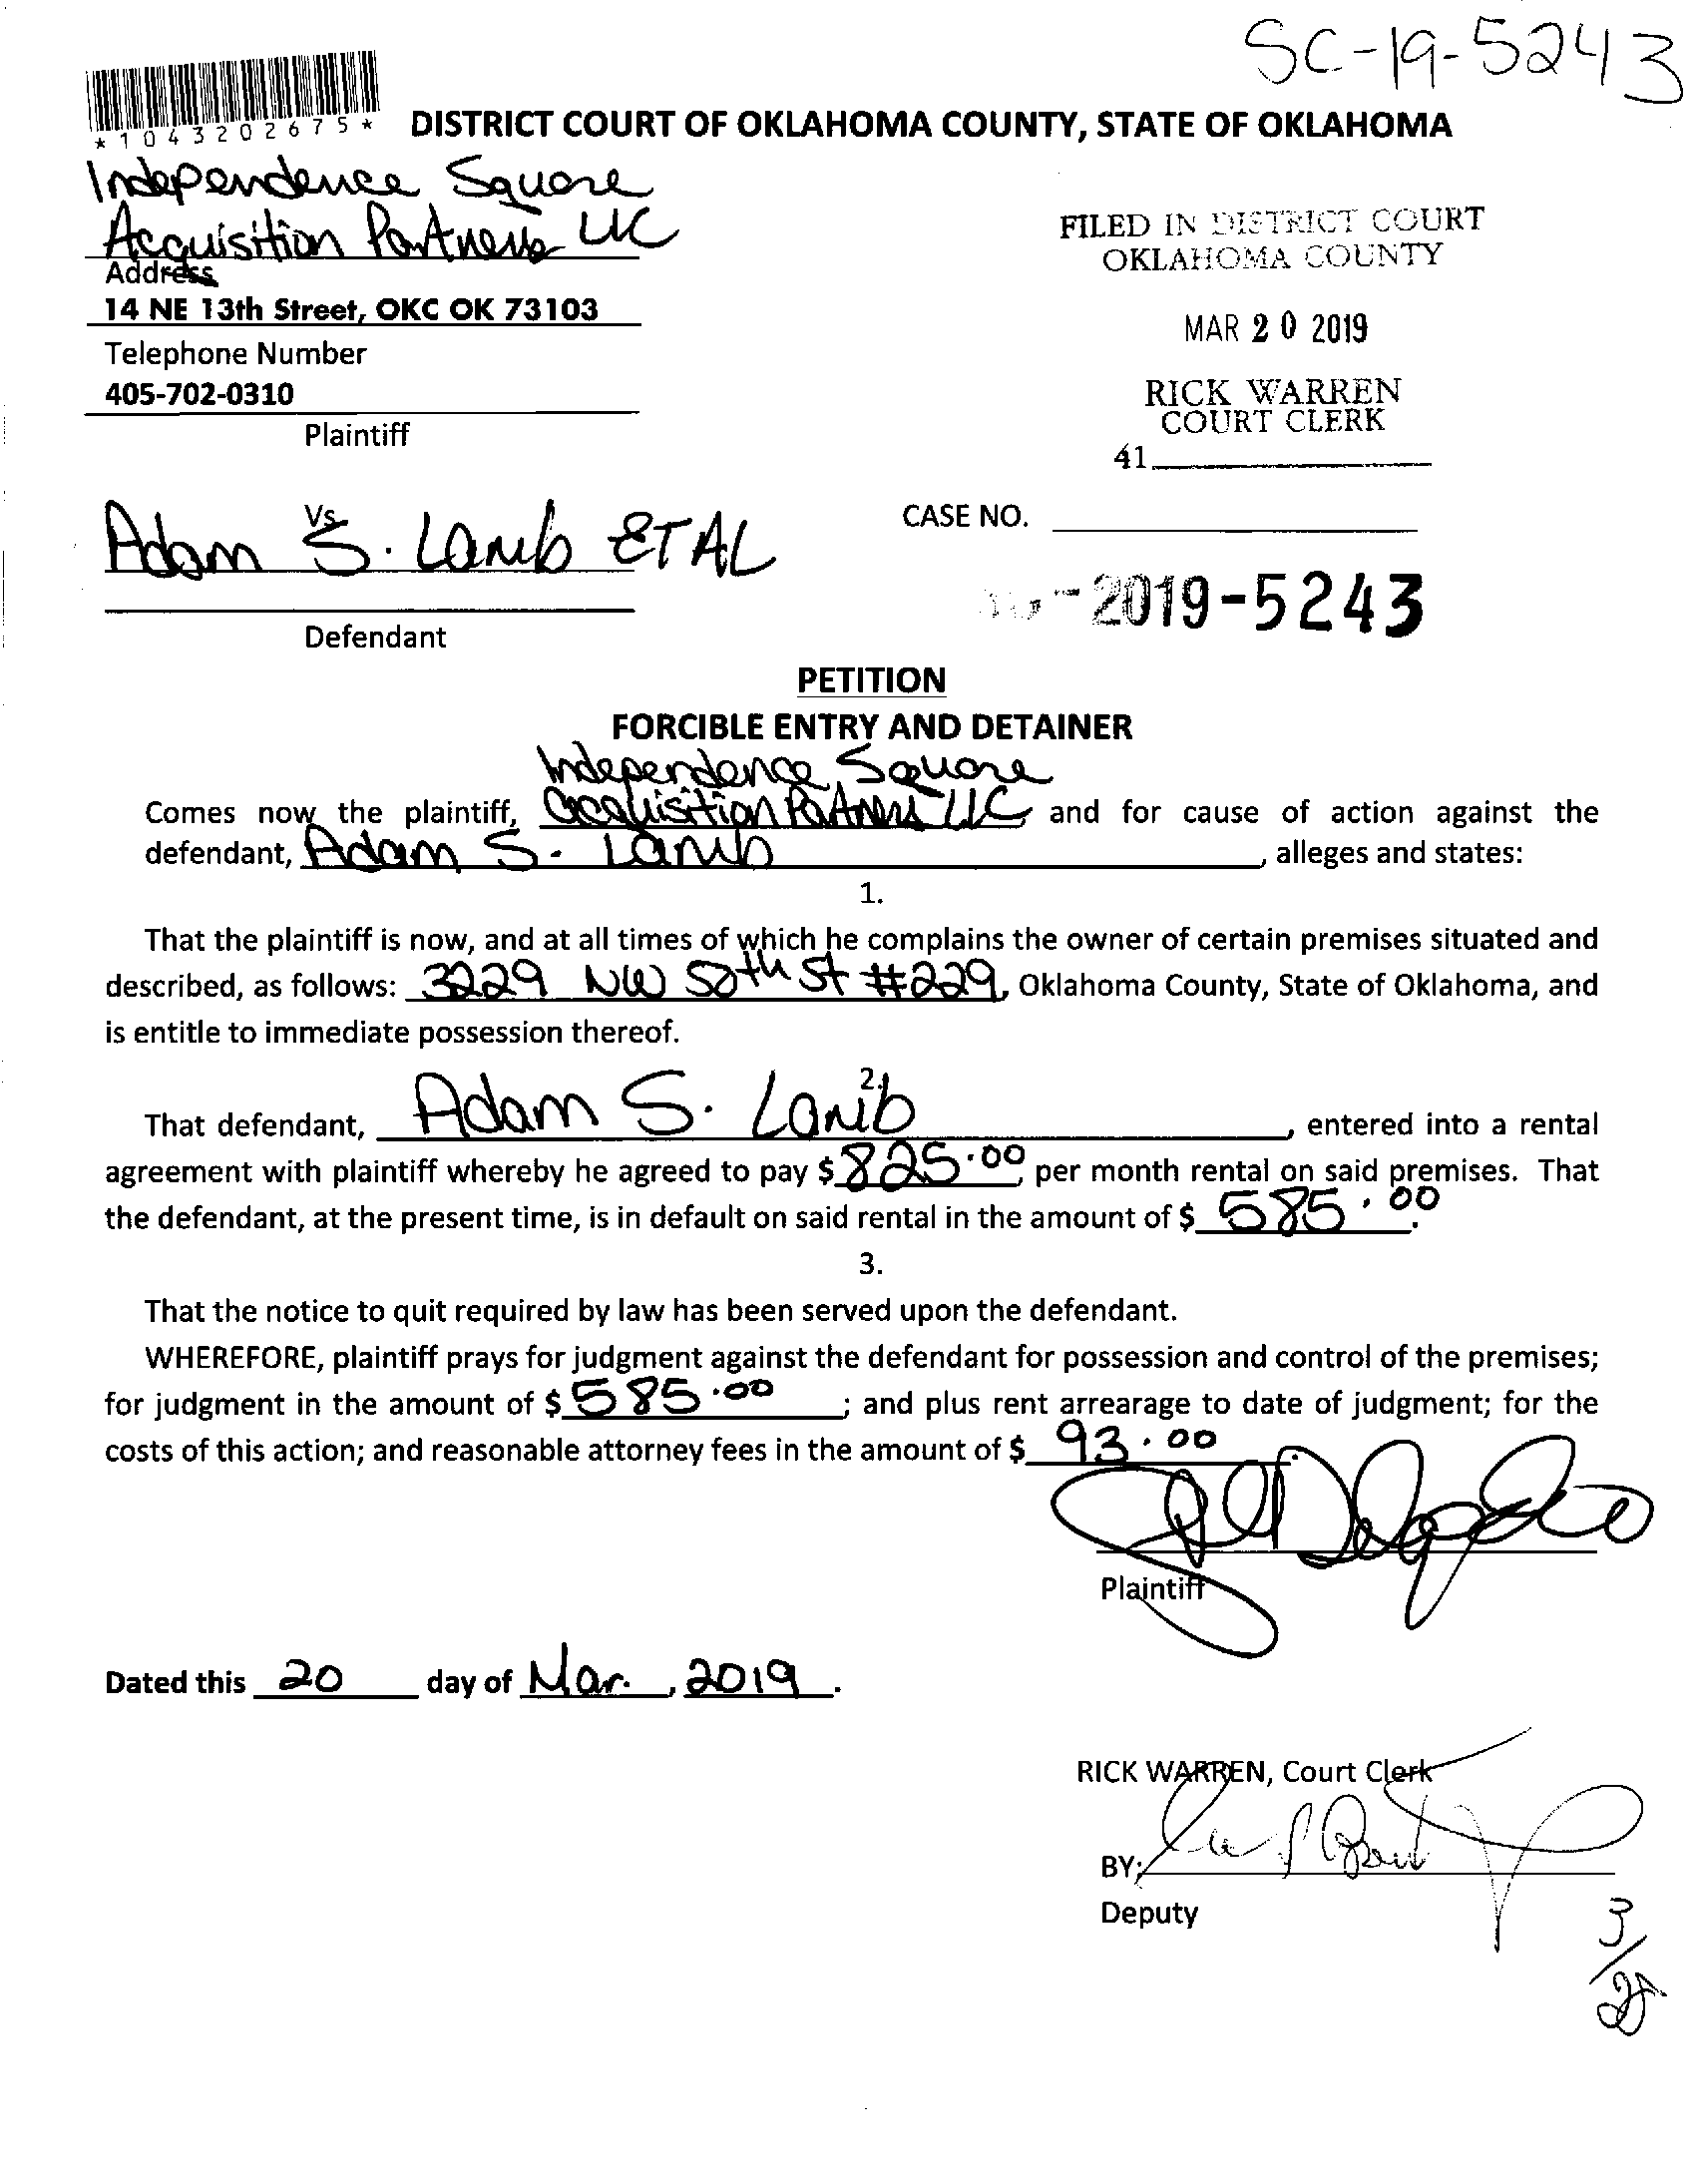 SC-19-5243
*1043202675*
DISTRICT COURT OF OKLAHOMA COUNTY, STATE OF OKLAHOMA
Independence Square
Acquisition Partners LLC
Address
14 NE 13th Street, OKC OK 73103
Telephone Number
405-702-0310
Plaintiff
FILED IN DISTRICT COURT
OKLAHOMA COUNTY
MAR 20 2019
RICK WARREN
COURT CLERK
41
Vs.
Adam S. Lamb ET AL
Defendant
CASE NO.
-2019-5243
PETITION
FORCIBLE ENTRY AND DETAINER
Independence Square
Comes now the plaintiff, Acquisition Partners LLC and for cause of action against the
defendant, Adam S. Lamb, alleges and states:
1.
That the plaintiff is now, and at all times of which he complains the owner of certain premises situated and
described, as follows: 3229 NW 50th St #229, Oklahoma County, State of Oklahoma, and
is entitle to immediate possession thereof.
2.
That defendant, Adam S. Lamb, entered into a rental
agreement with plaintiff whereby he agreed to pay $825.00, per month rental on said premises. That
the defendant, at the present time, is in default on said rental in the amount of $585.00.
3.
That the notice to quit required by law has been served upon the defendant.
WHEREFORE, plaintiff prays for judgment against the defendant for possession and control of the premises;
for judgment in the amount of $585.00; and plus rent arrearage to date of judgment; for the
costs of this action; and reasonable attorney fees in the amount of $93.00.
Plaintiff
Dated this 20 day of Mar., 2019.
RICK WARREN, Court Clerk
BY:
Deputy